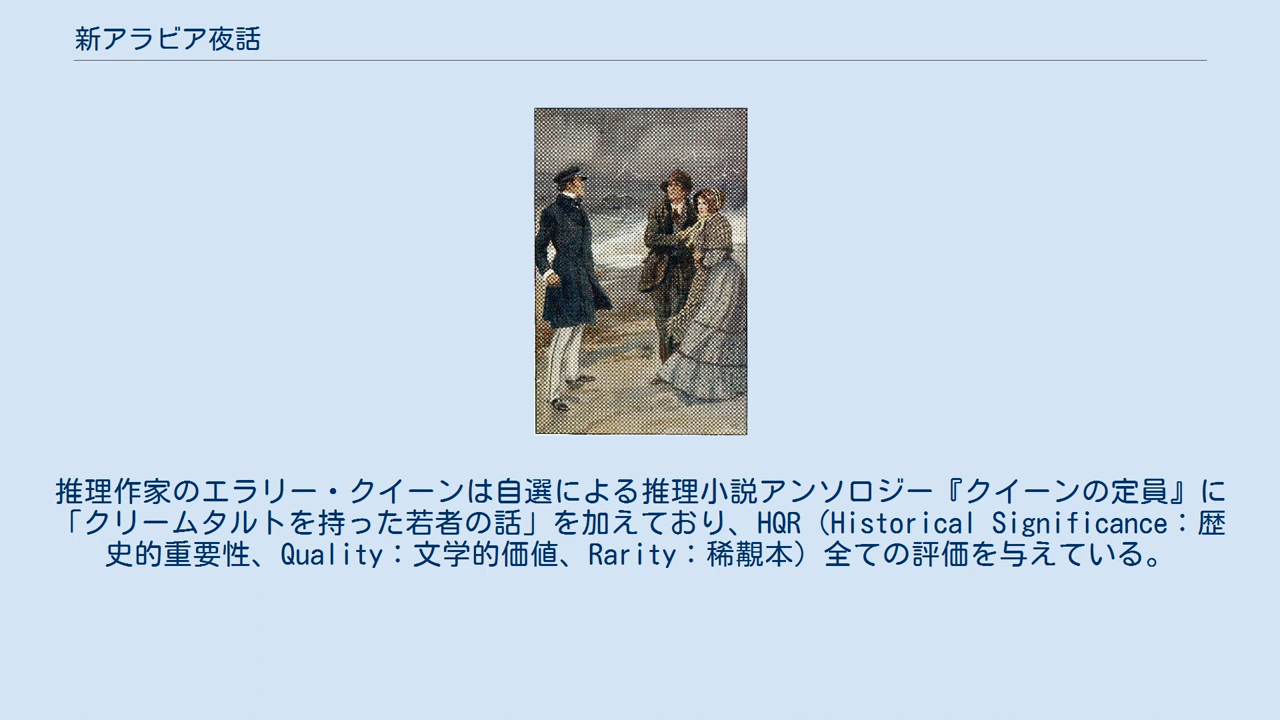 新アラビア夜話
推理作家のエラリー・クイーンは自選による推理小説アンソロジー『クイーンの定員』に
「クリームタルトを持った若者の話」を加えており、HQR（Historical Significance：歴
史的重要性、Quality：文学的価値、Rarity：稀覯本）全ての評価を与えている。